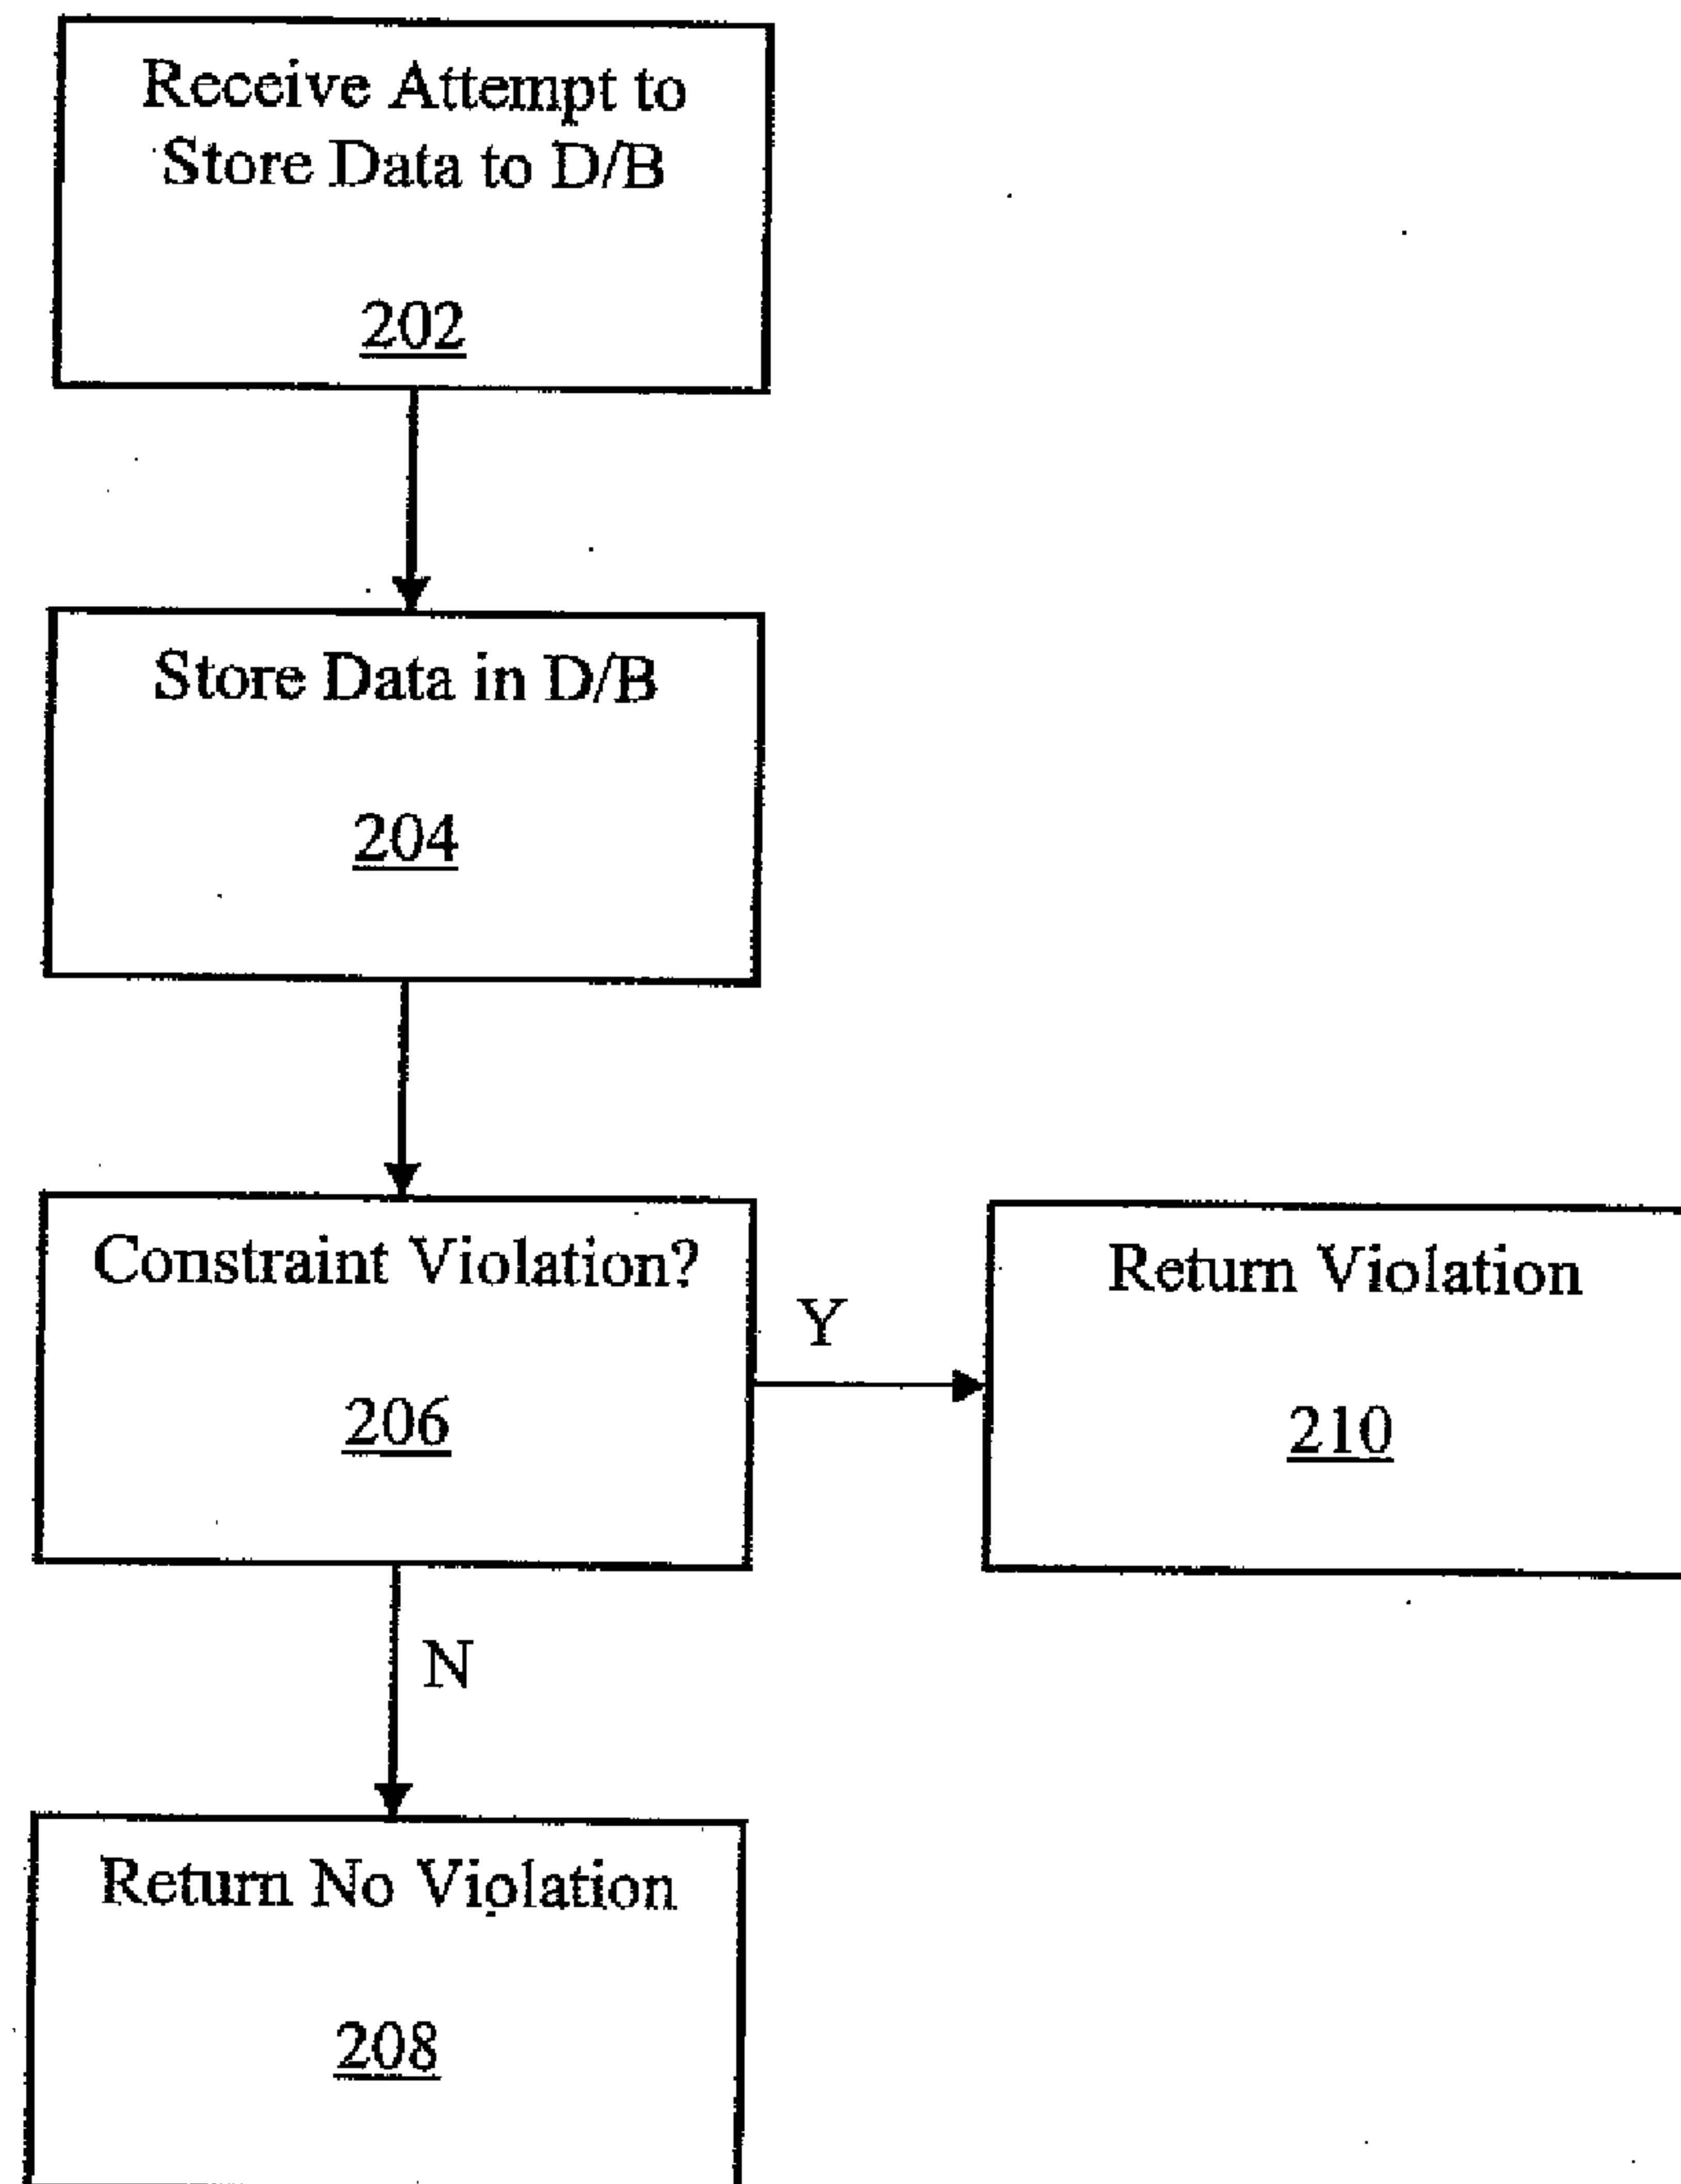 Receive Attempt to
Store Data to D/B
202
Store Data in D/B
204
Constraint Violation?
206
Y
Return Violation
210
N
Return No Violation
208